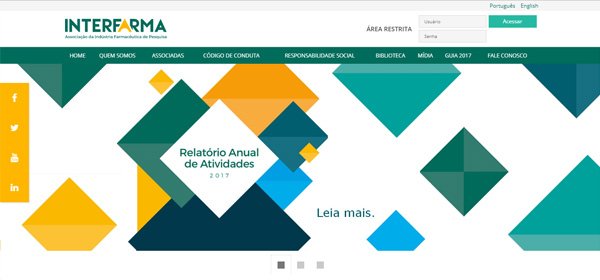 Português English
INTERFARMA
Associação da Indústria Farmacêutica de Pesquisa
ÁREA RESTRITA
Usuário
Senha
Acessar
HOME QUEM SOMOS ASSOCIADAS CÓDIGO DE CONDUTA RESPONSABILIDADE SOCIAL BIBLIOTECA MÍDIA GUIA 2017 FALE CONOSCO
Relatório Anual
de Atividades
2017
Leia mais.